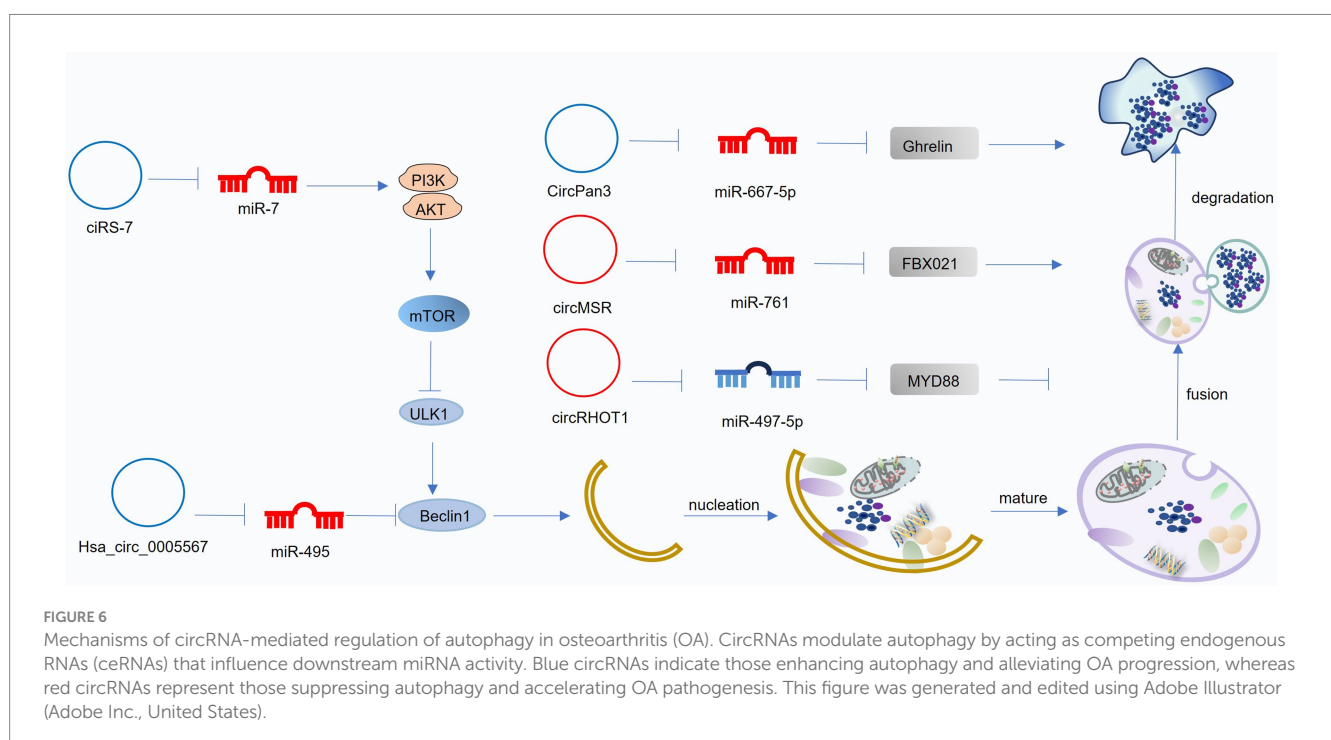 ciRS-7
miR-7
PI3K
AKT
mTOR
ULK1
Beclin1
Hsa_circ_0005567
miR-495
CircPan3
miR-667-5p
Ghrelin
circMSR
miR-761
FBX021
circRHOT1
miR-497-5p
MYD88
nucleation
mature
fusion
degradation
FIGURE 6
Mechanisms of circRNA-mediated regulation of autophagy in osteoarthritis (OA). CircRNAs modulate autophagy by acting as competing endogenous
RNAs (ceRNAs) that influence downstream miRNA activity. Blue circRNAs indicate those enhancing autophagy and alleviating OA progression, whereas
red circRNAs represent those suppressing autophagy and accelerating OA pathogenesis. This figure was generated and edited using Adobe Illustrator
(Adobe Inc., United States).